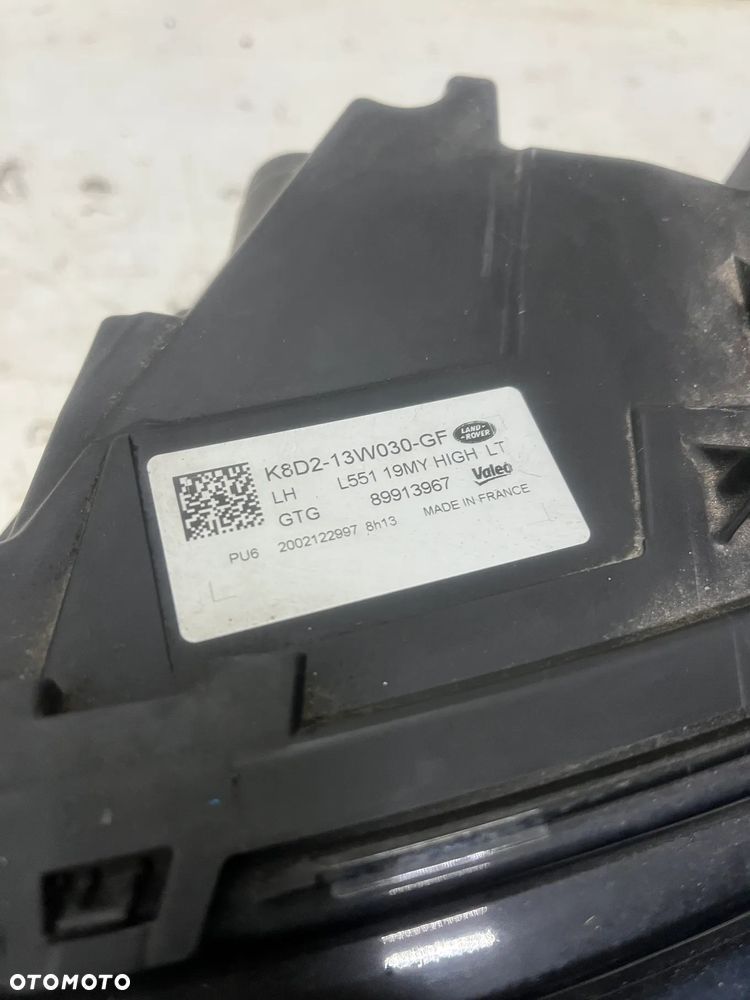 K8D2-13W030-GF LAND-ROVER
LH L551 19MY HIGH LT
GTG 89913967 Valeo
PU6 2002122997 8h13 MADE IN FRANCE
OTOMOTO